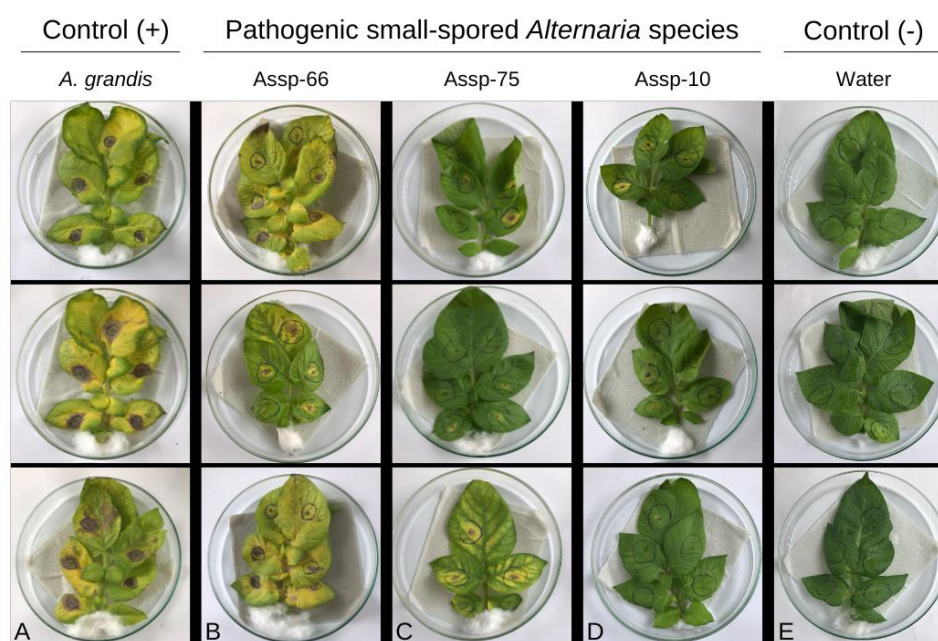 Control (+) Pathogenic small-spored Alternaria species Control (-)
A. grandis Assp-66 Assp-75 Assp-10 Water
A B C D E